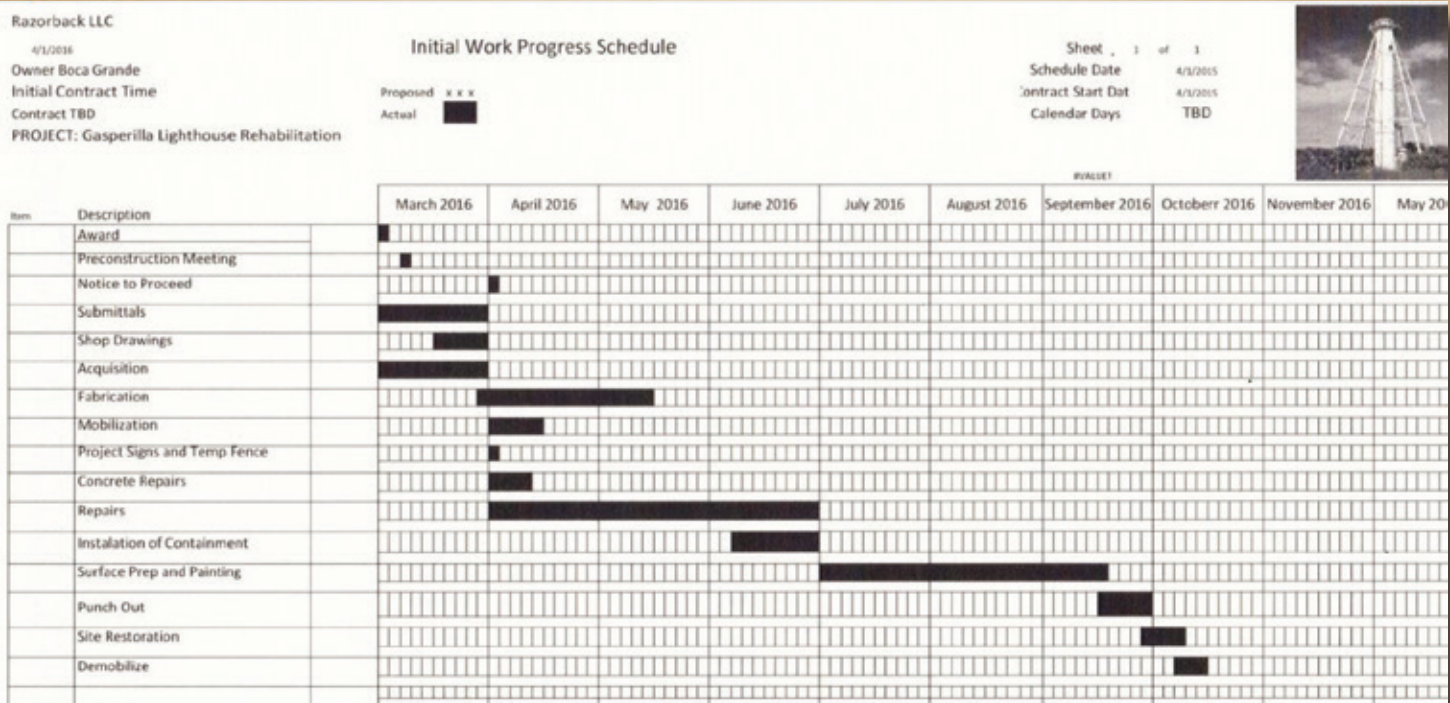 Razorback LLC
4/1/2016
Owner Boca Grande
Initial Contract Time
Contract TBD
PROJECT: Gasperilla Lighthouse Rehabilitation
Initial Work Progress Schedule
Proposed x x x
Actual
Sheet 1 of 1
Schedule Date 4/1/2015
Contract Start Dat 4/1/2015
Calendar Days TBD
#VALUE!
Item Description March 2016 April 2016 May 2016 June 2016 July 2016 August 2016 September 2016 Octoberr 2016 November 2016 May 20
Award
Preconstruction Meeting
Notice to Proceed
Submittals
Shop Drawings
Acquisition
Fabrication
Mobilization
Project Signs and Temp Fence
Concrete Repairs
Repairs
Instalation of Containment
Surface Prep and Painting
Punch Out
Site Restoration
Demobilize